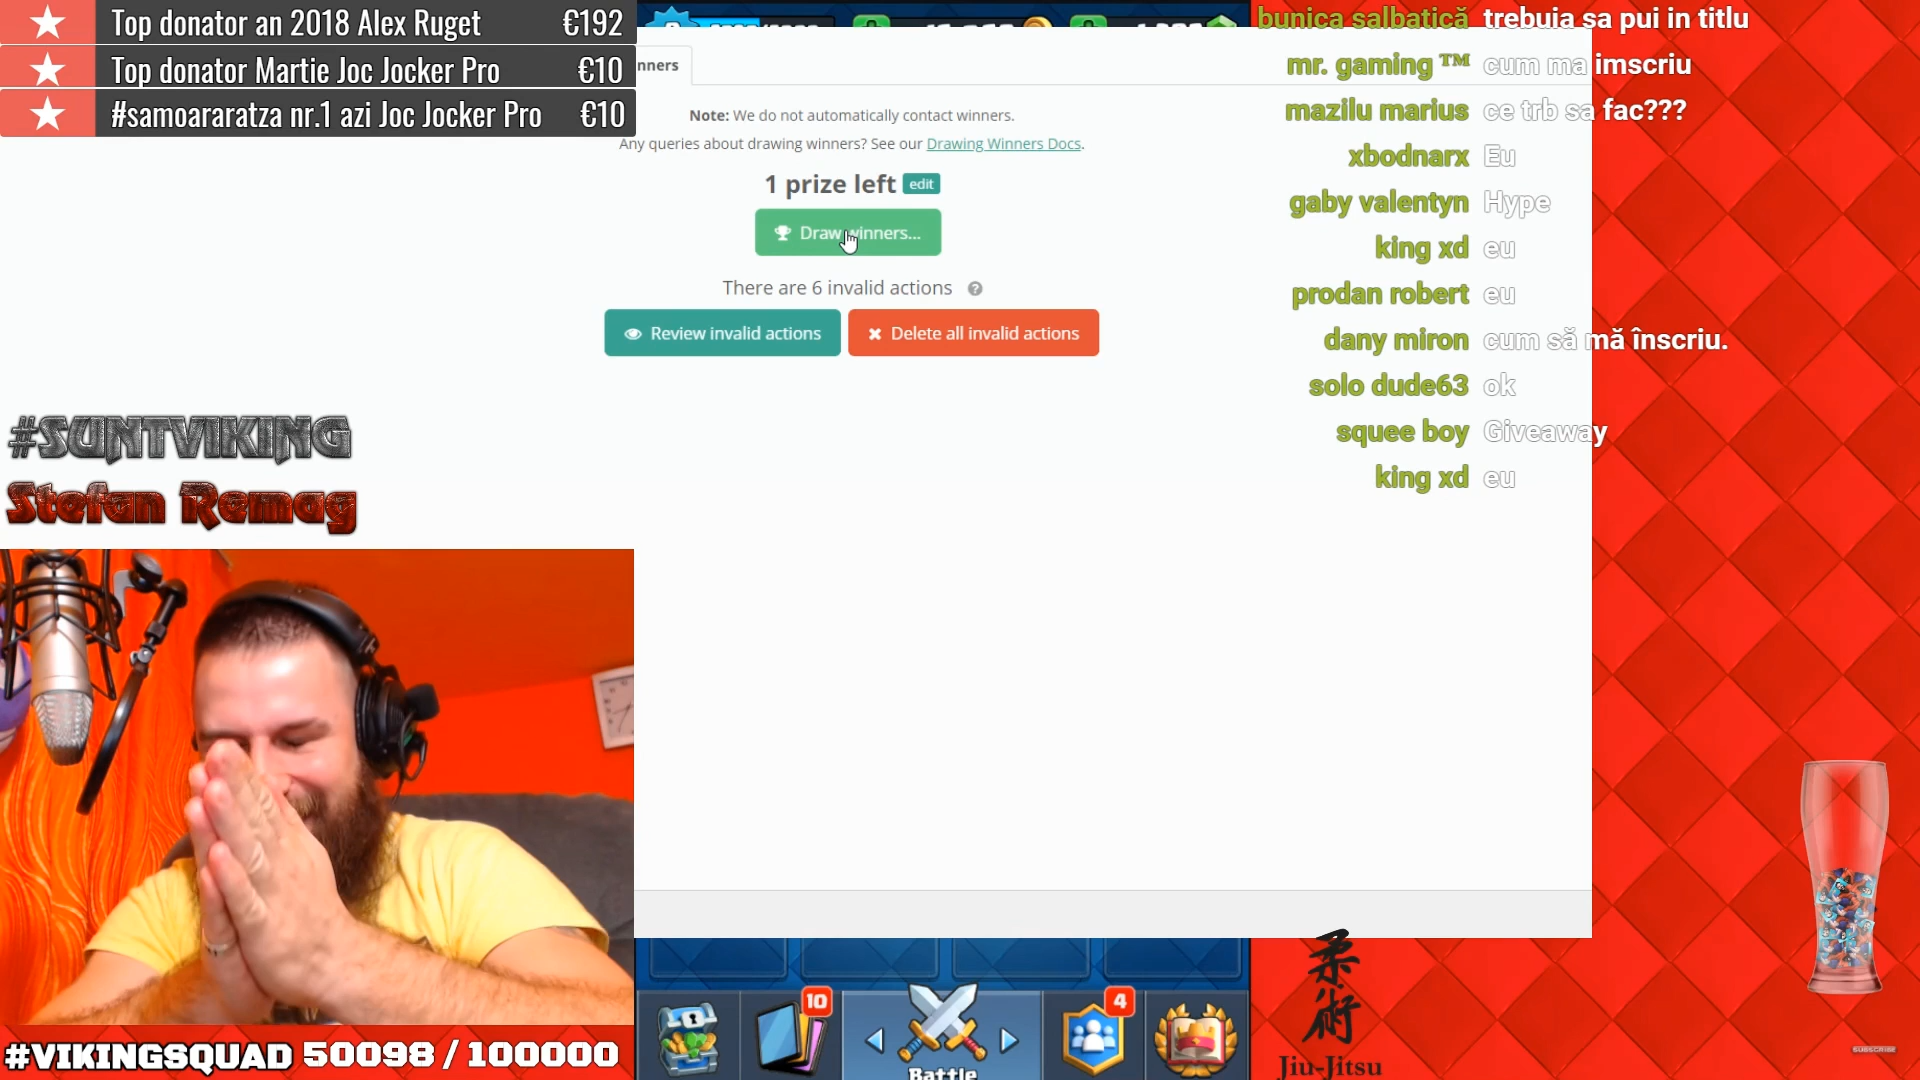 Top donator an 2018 Alex Ruget €192
Top donator Martie Joc Jocker Pro €10
#samoararatza nr.1 azi Joc Jocker Pro €10
nners
Note: We do not automatically contact winners.
Any queries about drawing winners? See our Drawing Winners Docs.
1 prize left edit
Draw winners...
There are 6 invalid actions ?
Review invalid actions
Delete all invalid actions
bunica salbatică trebuia sa pui in titlu
mr. gaming ™ cum ma imscriu
mazilu marius ce trb sa fac???
xbodnarx Eu
gaby valentyn Hype
king xd eu
prodan robert eu
dany miron cum să mă înscriu.
solo dude63 ok
squee boy Giveaway
king xd eu
#SUNTVIKING
Stefan Remag
#VIKINGSQUAD 50098 / 100000
10
Battle
4
柔術
Jiu-Jitsu
SUBSCRIBE